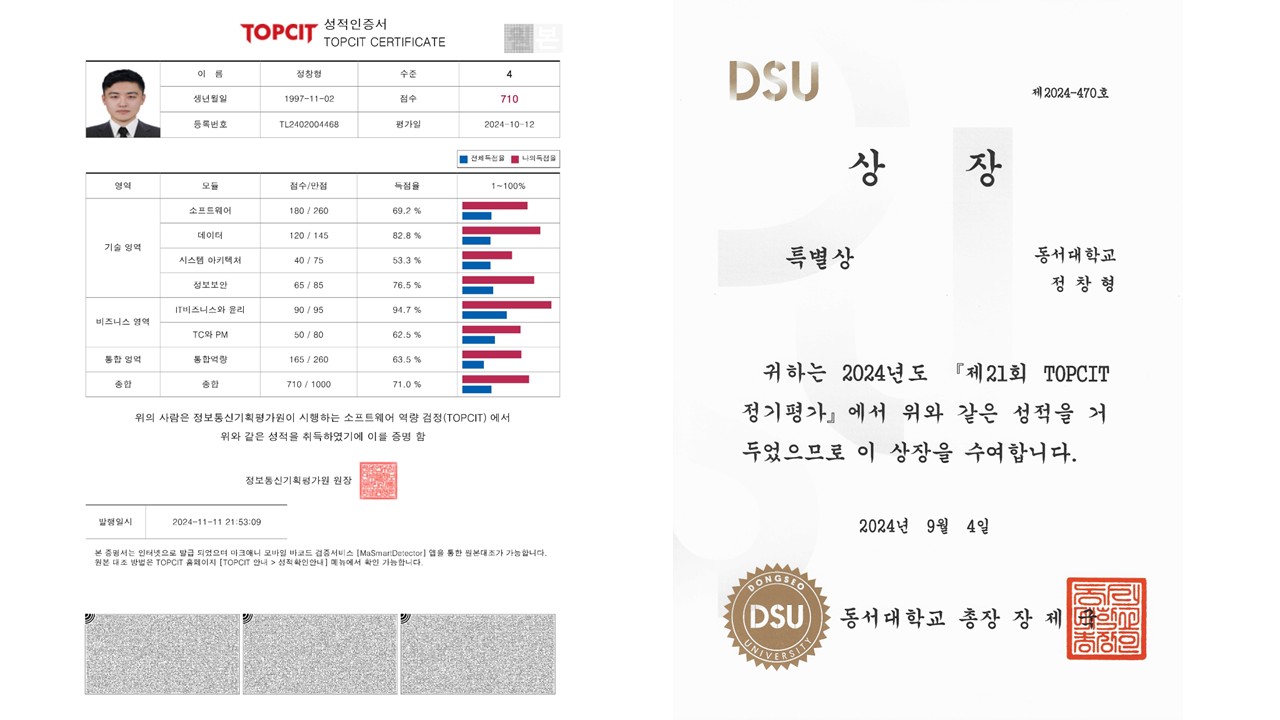 TOPCIT 성적인증서
TOPCIT CERTIFICATE
원본
이 름 정창형 수준 4
생년월일 1997-11-02 점수 710
등록번호 TL2402004468 평가일 2024-10-12
전체득점율 나의득점율
영역 모듈 점수/만점 득점율 1~100%
기술 영역
소프트웨어 180 / 260 69.2 %
데이터 120 / 145 82.8 %
시스템 아키텍처 40 / 75 53.3 %
정보보안 65 / 85 76.5 %
비즈니스 영역
IT비즈니스와 윤리 90 / 95 94.7 %
TC와 PM 50 / 80 62.5 %
통합 영역 통합역량 165 / 260 63.5 %
종합 종합 710 / 1000 71.0 %
위의 사람은 정보통신기획평가원이 시행하는 소프트웨어 역량 검정(TOPCIT) 에서
위와 같은 성적을 취득하였기에 이를 증명 함
정보통신기획평가원 원장
발행일시 2024-11-11 21:53:09
본 증명서는 인터넷으로 발급 되었으며 마크애니 모바일 바코드 검증서비스 [MaSmartDetector] 앱을 통한 원본대조가 가능합니다.
원본 대조 방법은 TOPCIT 홈페이지 [TOPCIT 안내 > 성적확인안내] 메뉴에서 확인 가능합니다.
DSU
제2024-470호
상 장
특별상
동서대학교
정 창 형
귀하는 2024년도 『제21회 TOPCIT
정기평가』에서 위와 같은 성적을 거
두었으므로 이 상장을 수여합니다.
2024년 9월 4일
DONGSEO
DSU
UNIVERSITY
동서대학교 총장 장 제